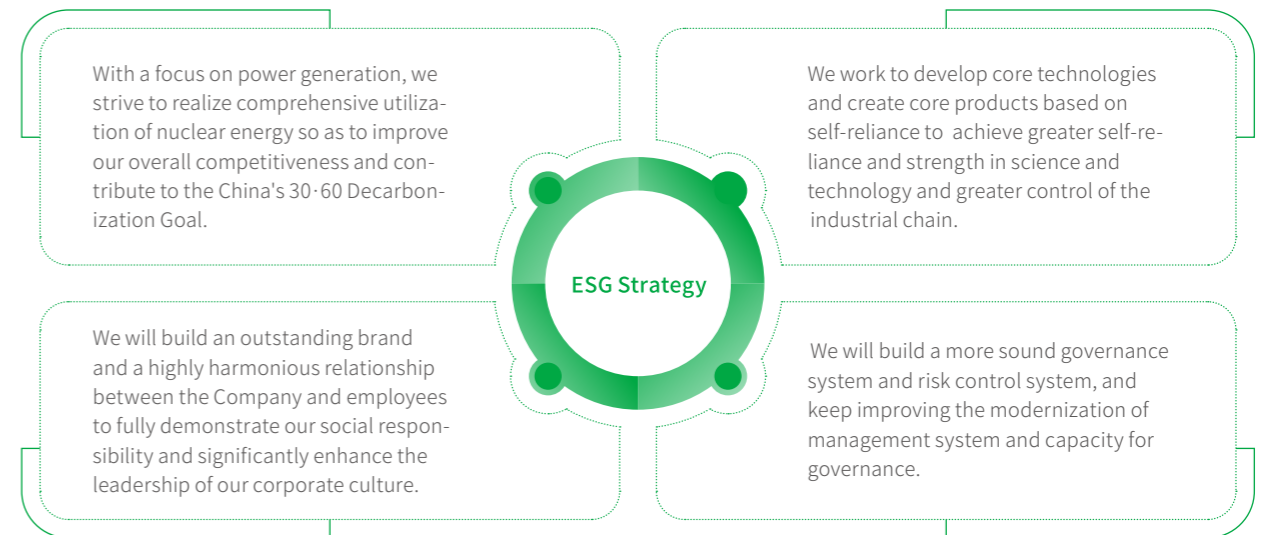 With a focus on power generation, we
strive to realize comprehensive utiliza-
tion of nuclear energy so as to improve
our overall competitiveness and con-
tribute to the China's 30·60 Decarbon-
ization Goal.
We work to develop core technologies
and create core products based on
self-reliance to  achieve greater self-re-
liance and strength in science and
technology and greater control of the
industrial chain.
ESG Strategy
We will build an outstanding brand
and a highly harmonious relationship
between the Company and employees
to fully demonstrate our social respon-
sibility and significantly enhance the
leadership of our corporate culture.
We will build a more sound governance
system and risk control system, and
keep improving the modernization of
management system and capacity for
governance.